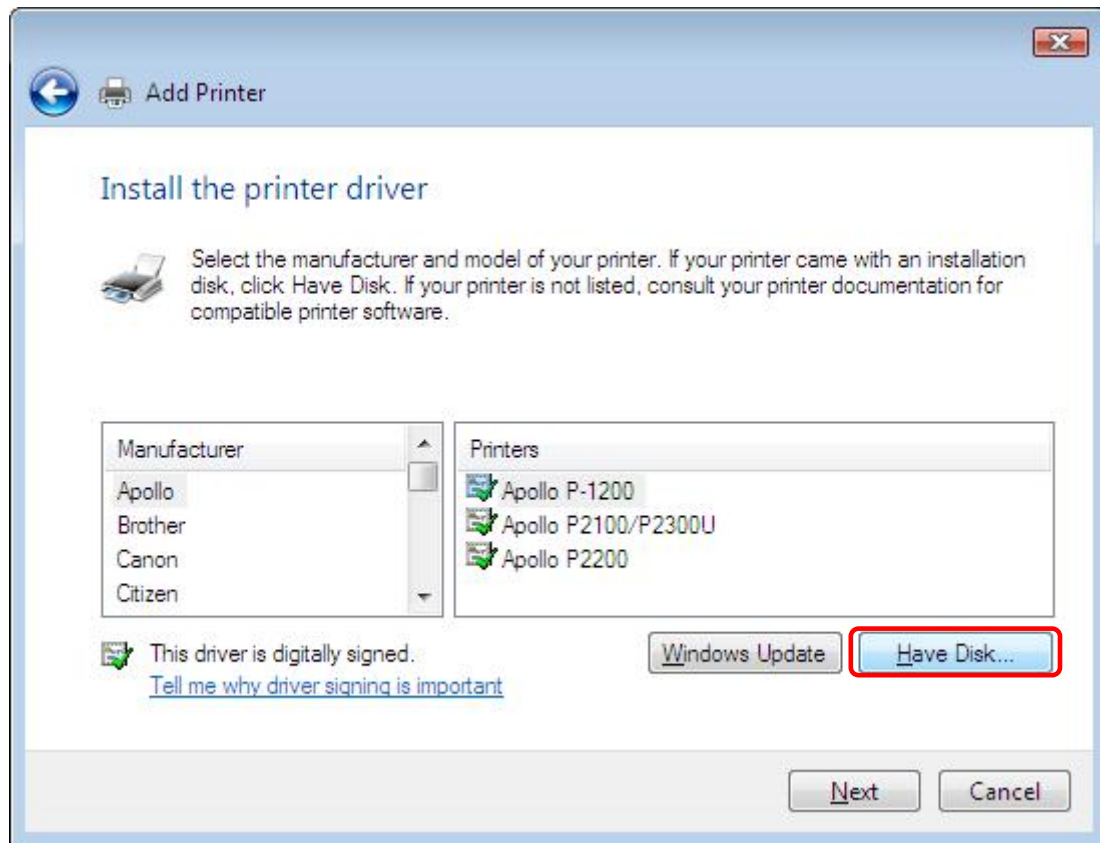 Add Printer
Install the printer driver
Select the manufacturer and model of your printer. If your printer came with an installation
disk, click Have Disk. If your printer is not listed, consult your printer documentation for
compatible printer software.
Manufacturer
Apollo
Brother
Canon
Citizen
Printers
Apollo P-1200
Apollo P2100/P2300U
Apollo P2200
This driver is digitally signed.
Tell me why driver signing is important
Windows Update
Have Disk...
Next
Cancel